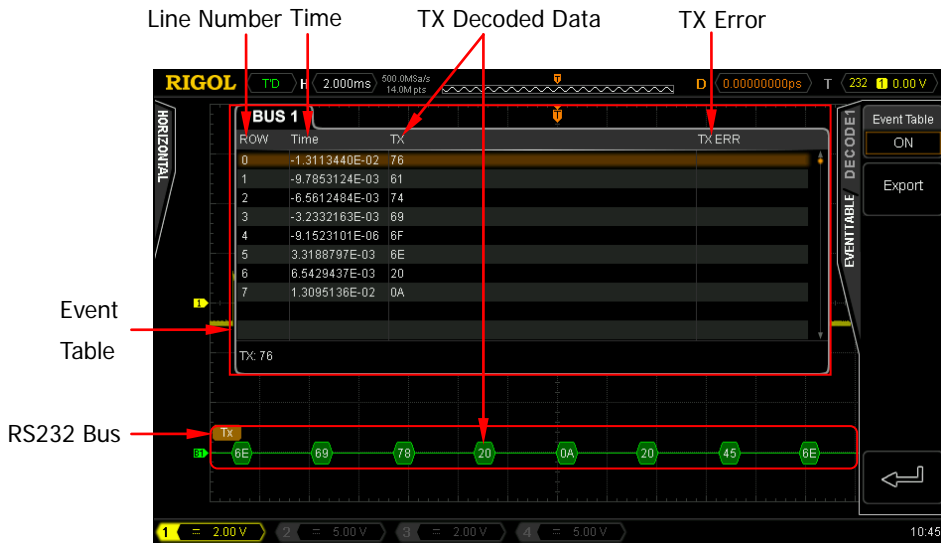 Line Number Time TX Decoded Data TX Error
RIGOL T'D H 2.000ms 500.0MSa/s 14.0M pts D 0.00000000ps T 232 1 0.00 V
HORIZONTAL
BUS 1
ROW Time TX TX ERR
0 -1.3113440E-02 76
1 -9.7853124E-03 61
2 -6.5612484E-03 74
3 -3.2332163E-03 69
4 -9.1523101E-06 6F
5 3.3188797E-03 6E
6 6.5429437E-03 20
7 1.3095136E-02 0A
TX: 76
DECODE1
EVENTTABLE
Event Table
ON
Export
Event
Table
RS232 Bus
Tx
B1 6E 69 78 20 0A 20 45 6E
1 = 2.00 V 2 = 5.00 V 3 = 2.00 V 4 = 5.00 V 10:45